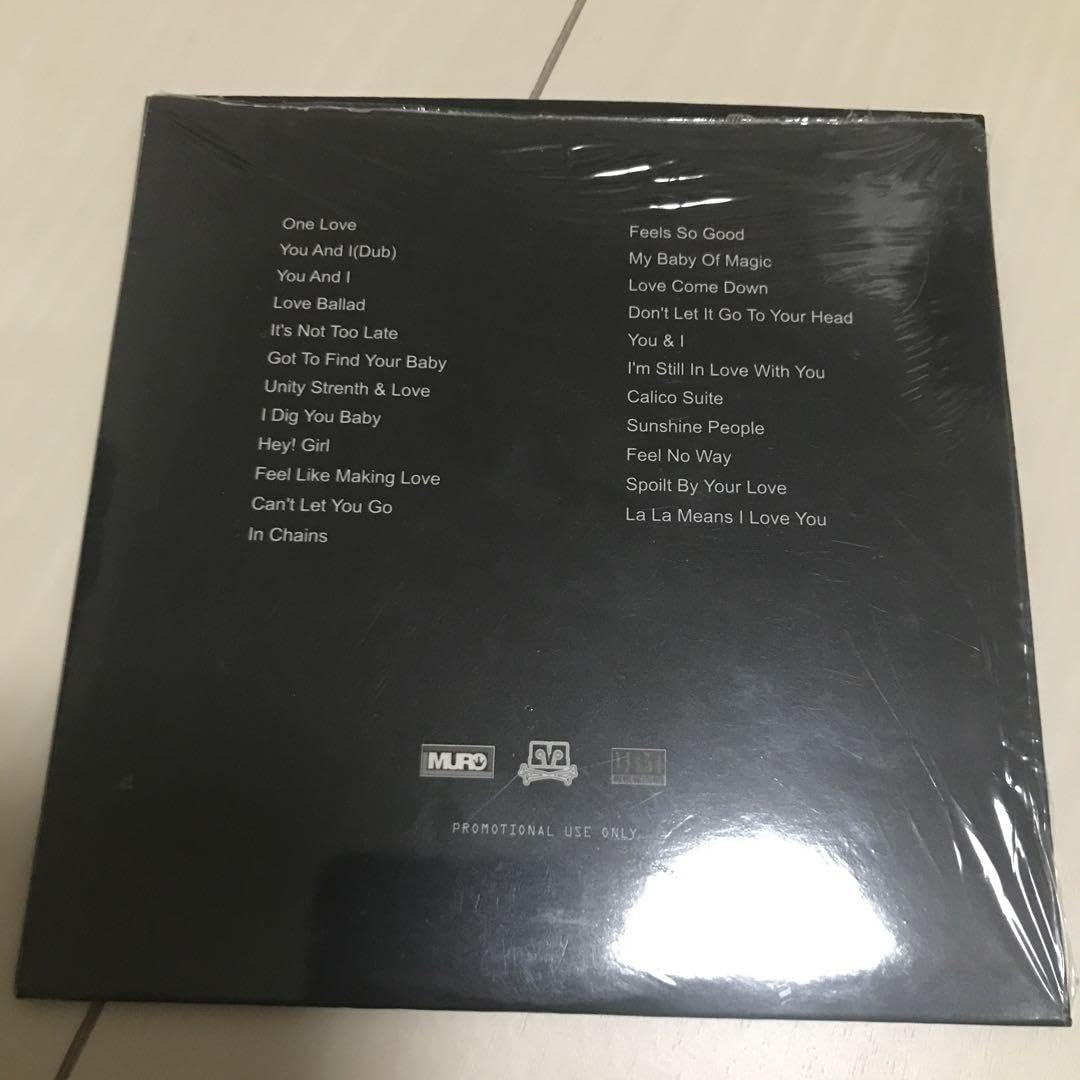 One Love
You And I(Dub)
You And I
Love Ballad
It's Not Too Late
Got To Find Your Baby
Unity Strenth & Love
I Dig You Baby
Hey! Girl
Feel Like Making Love
Can't Let You Go
In Chains
Feels So Good
My Baby Of Magic
Love Come Down
Don't Let It Go To Your Head
You & I
I'm Still In Love With You
Calico Suite
Sunshine People
Feel No Way
Spoilt By Your Love
La La Means I Love You
MURO
PROMOTIONAL USE ONLY